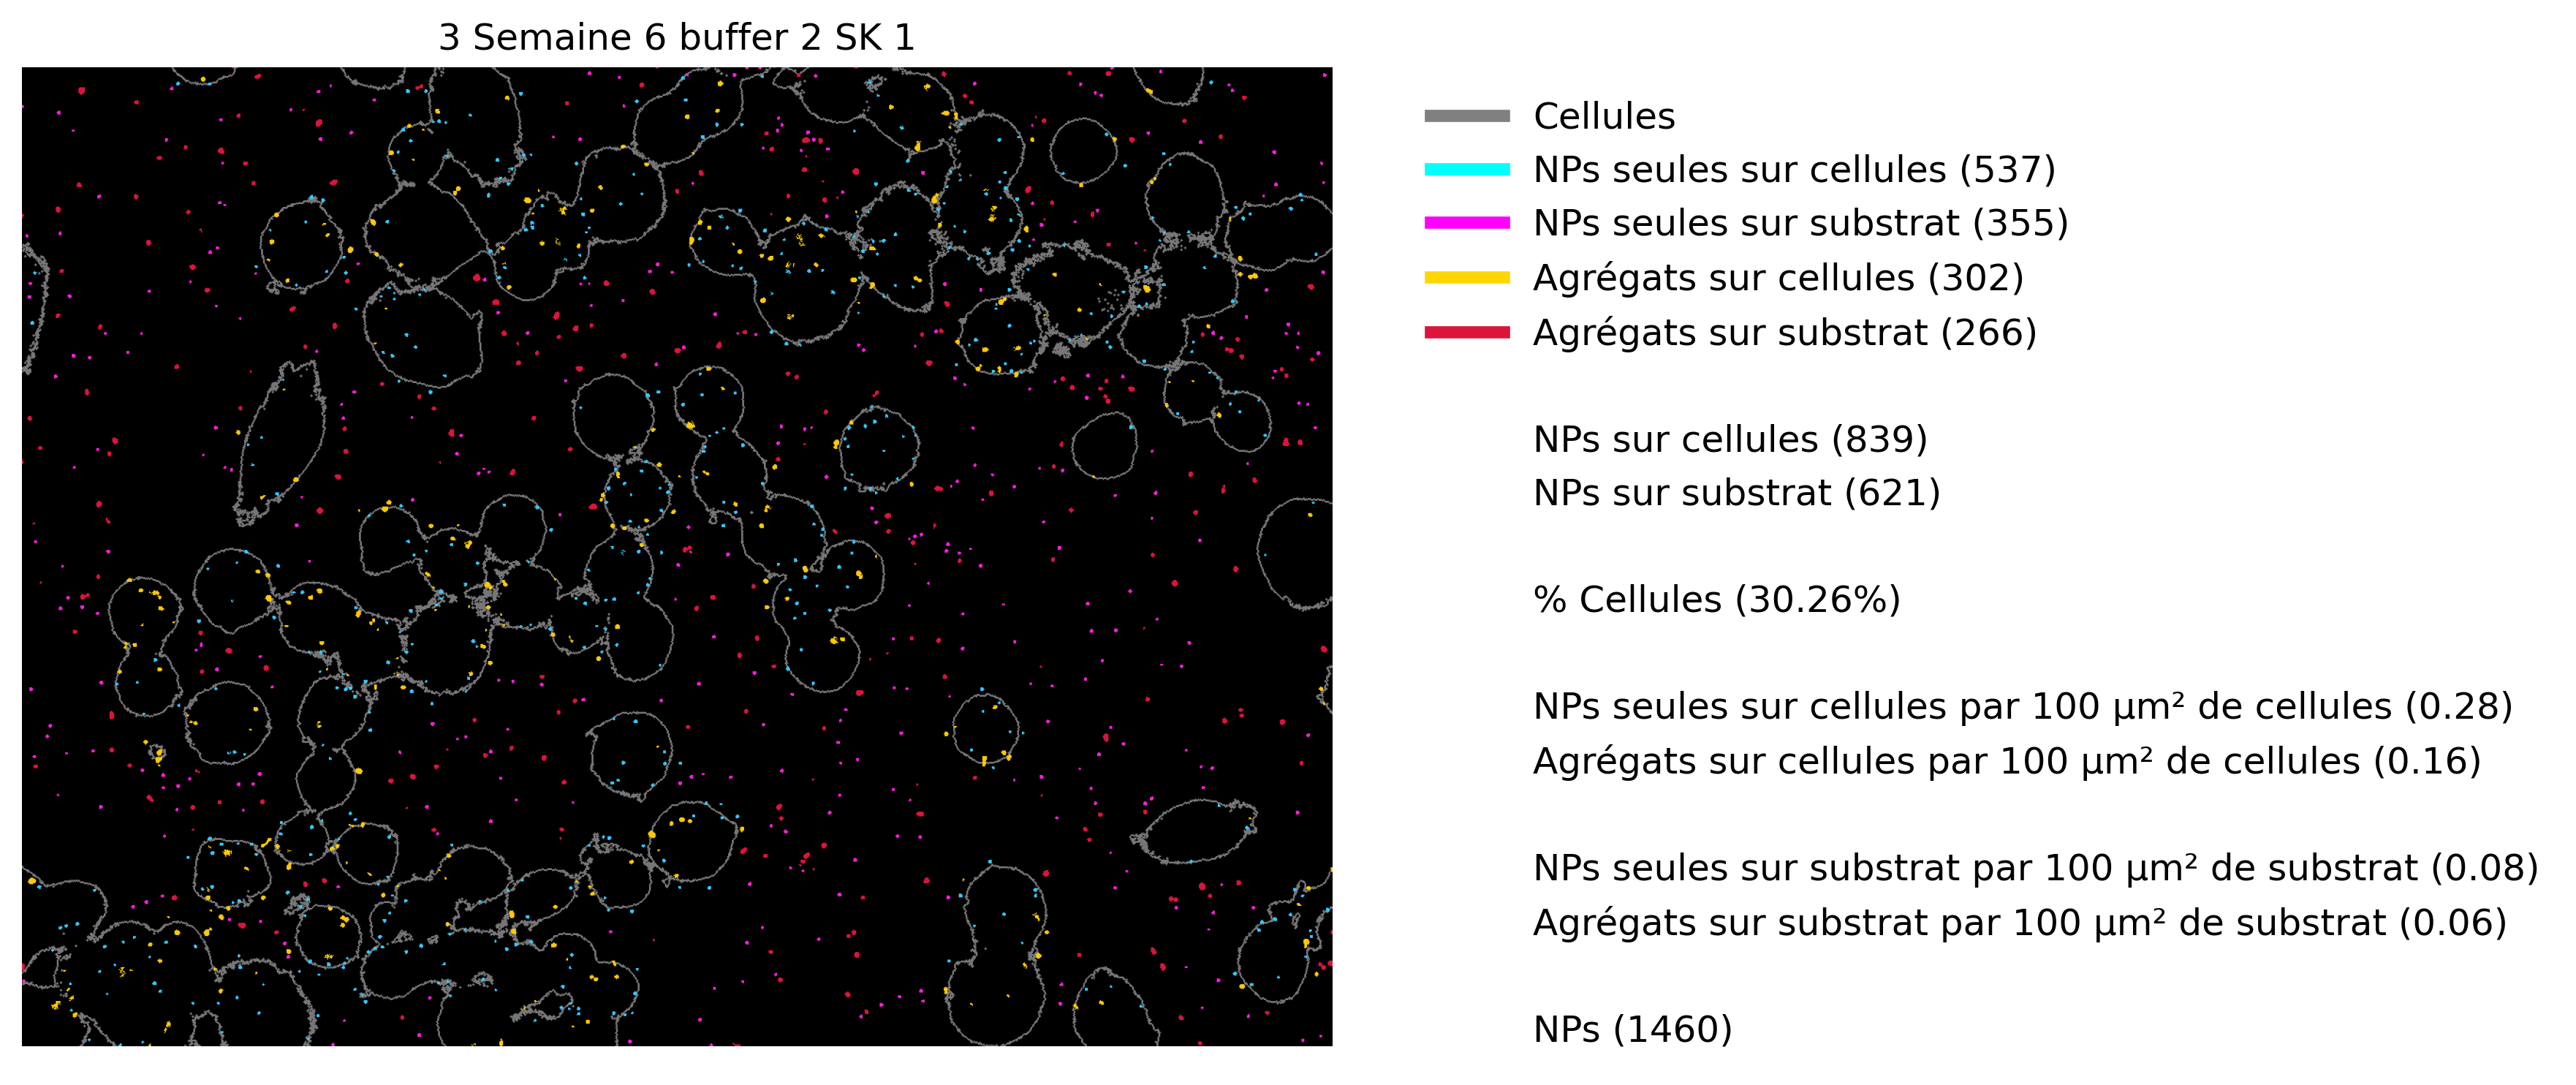 3 Semaine 6 buffer 2 SK 1
Cellules
NPs seules sur cellules (537)
NPs seules sur substrat (355)
Agrégats sur cellules (302)
Agrégats sur substrat (266)
NPs sur cellules (839)
NPs sur substrat (621)
% Cellules (30.26%)
NPs seules sur cellules par 100 µm² de cellules (0.28)
Agrégats sur cellules par 100 µm² de cellules (0.16)
NPs seules sur substrat par 100 µm² de substrat (0.08)
Agrégats sur substrat par 100 µm² de substrat (0.06)
NPs (1460)